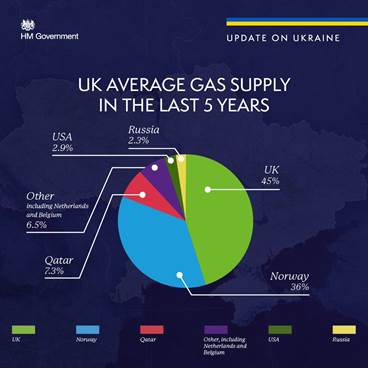 HM Government
UPDATE ON UKRAINE
UK AVERAGE GAS SUPPLY
IN THE LAST 5 YEARS
USA
2.9%
Russia
2.3%
UK
45%
Other
including Netherlands
and Belgium
6.5%
Qatar
7.3%
Norway
36%
UK
Norway
Qatar
Other, including
Netherlands and
Belgium
USA
Russia